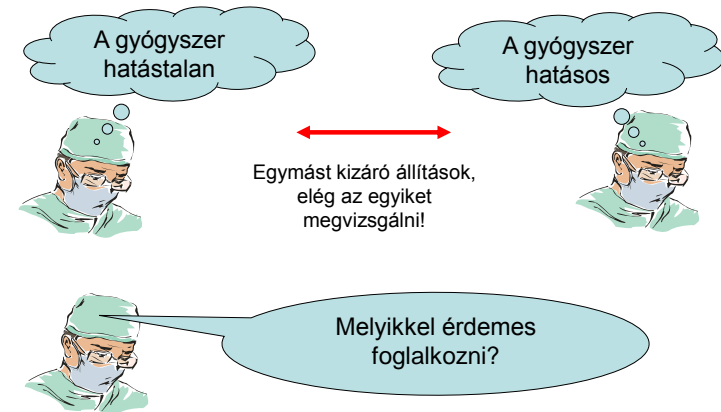 A gyógyszer
hatástalan
A gyógyszer
hatásos
Egymást kizáró állítások,
elég az egyiket
megvizsgálni!
Melyikkel érdemes
foglalkozni?